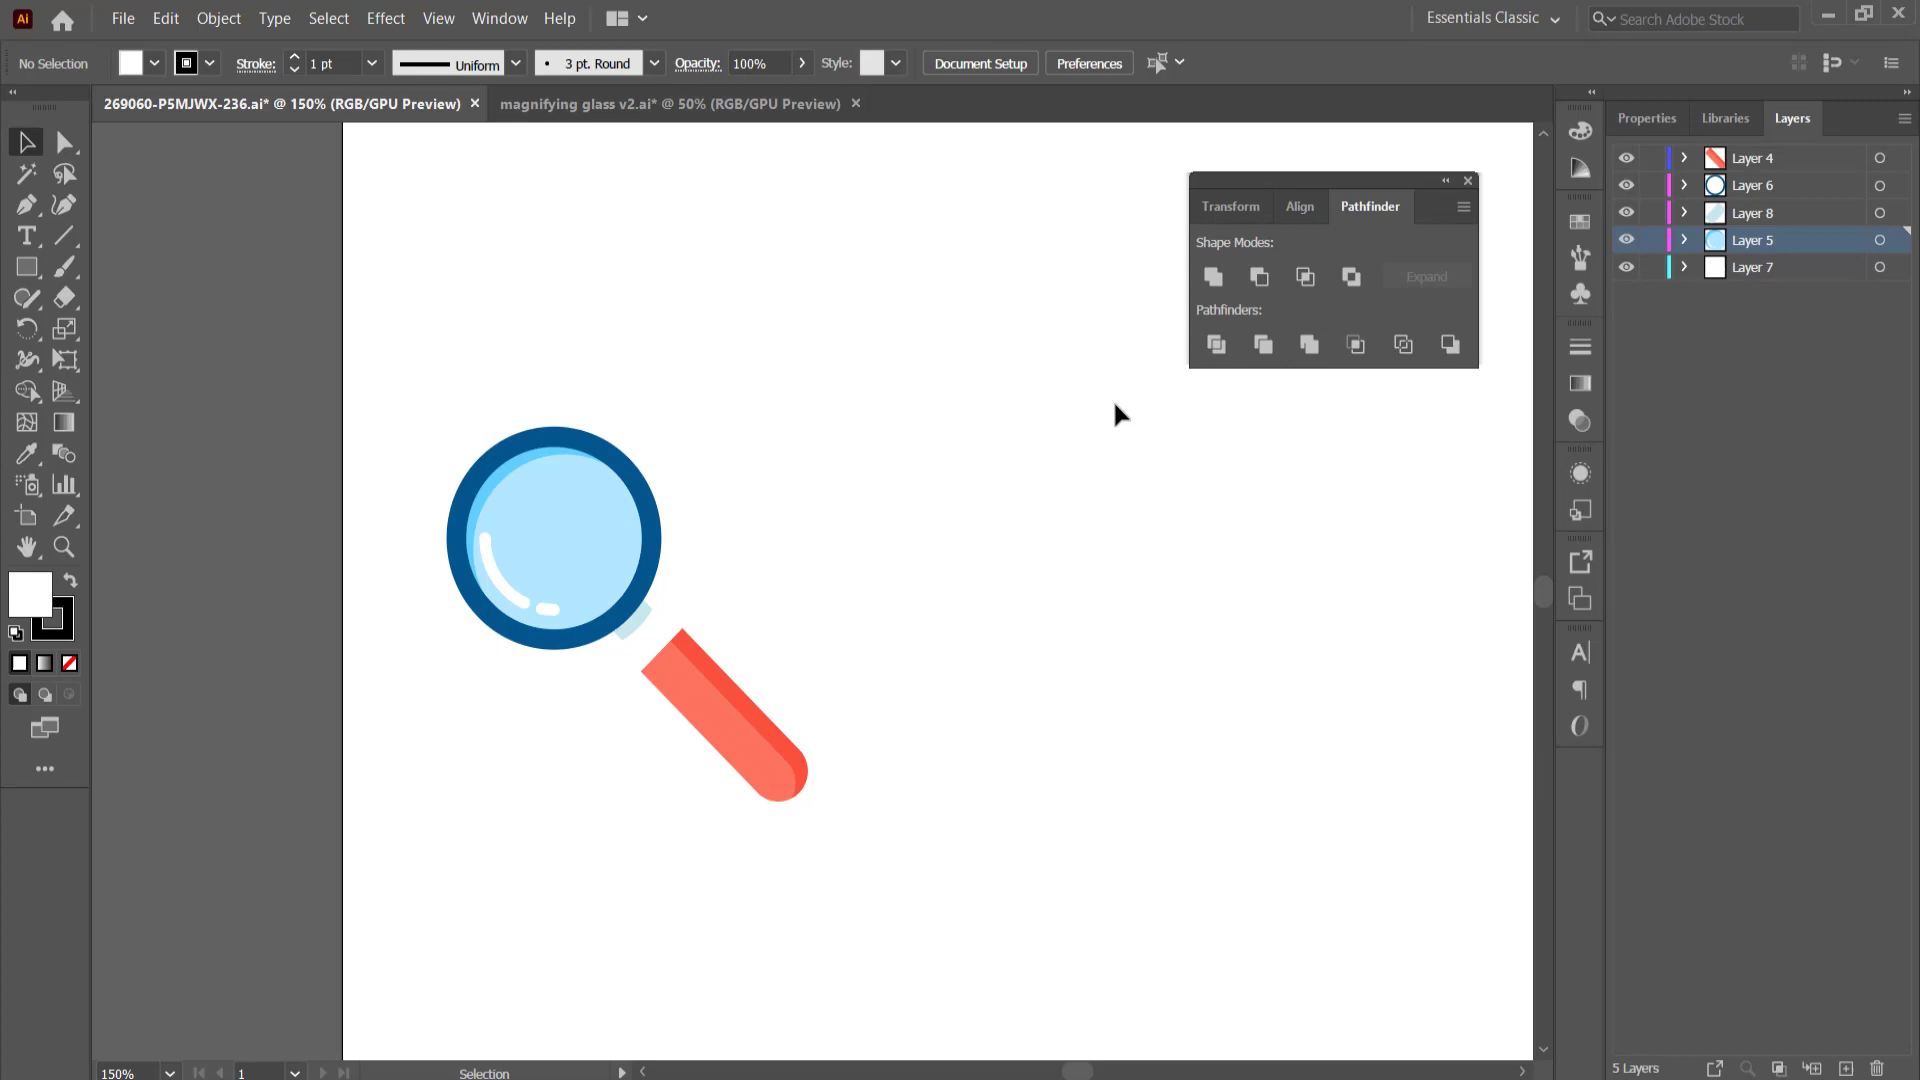 Ai File Edit Object Type Select Effect View Window Help Essentials Classic Search Adobe Stock
No Selection Stroke: 1 pt Uniform 3 pt. Round Opacity: 100% Style: Document Setup Preferences
269060-P5MJWX-236.ai* @ 150% (RGB/GPU Preview) magnifying glass v2.ai* @ 50% (RGB/GPU Preview)
Properties Libraries Layers
Layer 4
Layer 6
Layer 8
Layer 5
Layer 7
Transform Align Pathfinder
Shape Modes:
Expand
Pathfinders:
150% 1 Selection
5 Layers